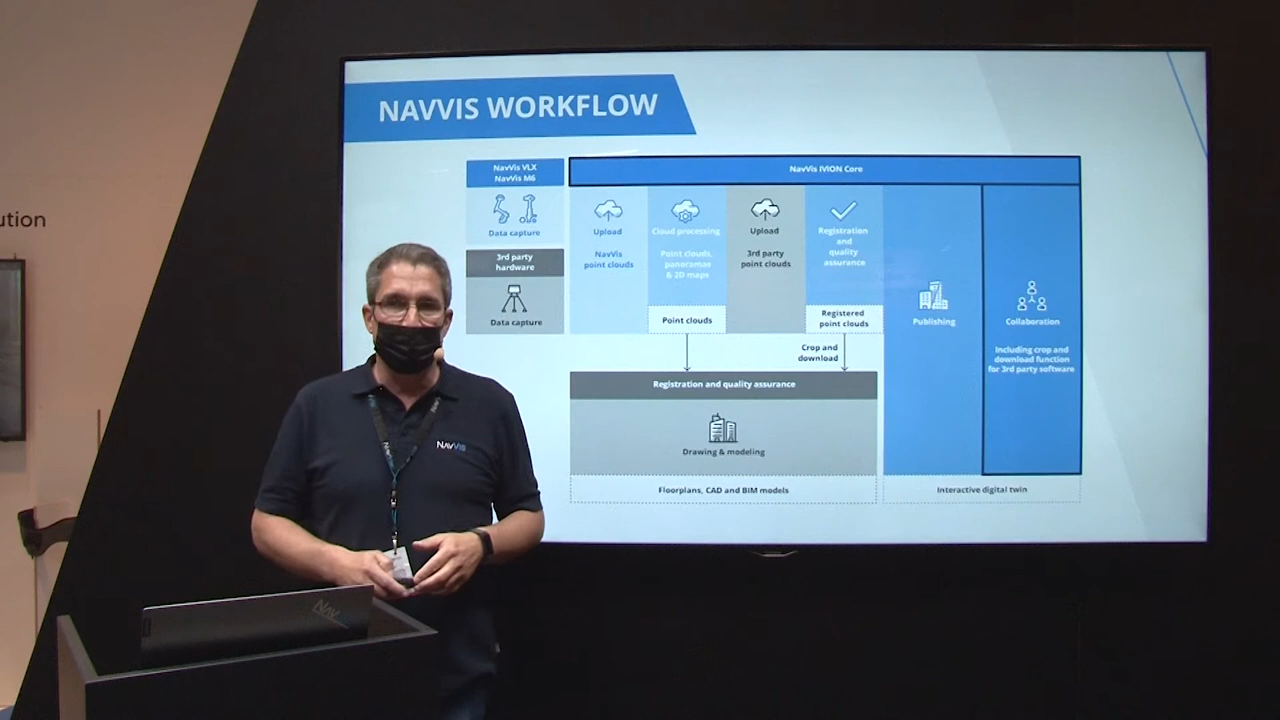 ution
NAVVIS WORKFLOW
NavVis VLX
NavVis M6
Data capture
3rd party
hardware
Data capture
NavVis IVION Core
Upload
NavVis
point clouds
Cloud processing
Point clouds,
panoramas
& 2D maps
Point clouds
Upload
3rd party
point clouds
Registration
and
quality
assurance
Registered
point clouds
Crop and
download
Publishing
Collaboration
Including crop and
download function
for 3rd party software
Registration and quality assurance
Drawing & modeling
Floorplans, CAD and BIM models
Interactive digital twin
NAVVIS
NAV